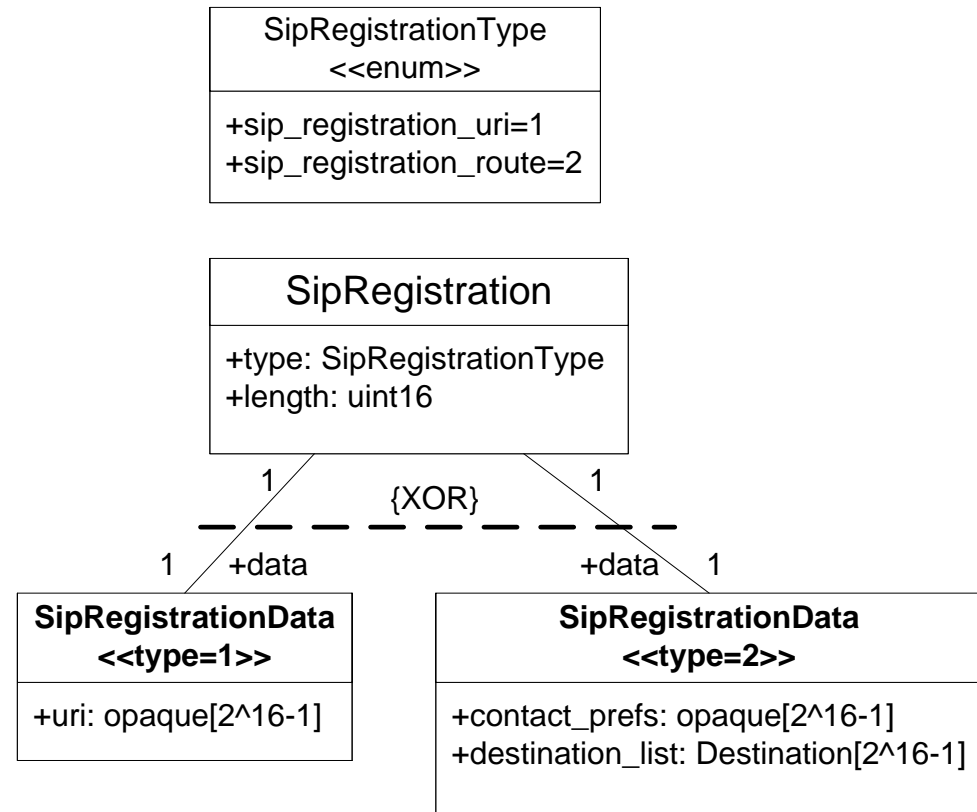 SipRegistrationType
<<enum>>
+sip_registration_uri=1
+sip_registration_route=2
SipRegistration
+type: SipRegistrationType
+length: uint16
1 1
{XOR}
1 +data +data 1
SipRegistrationData
<<type=1>>
+uri: opaque[2^16-1]
SipRegistrationData
<<type=2>>
+contact_prefs: opaque[2^16-1]
+destination_list: Destination[2^16-1]